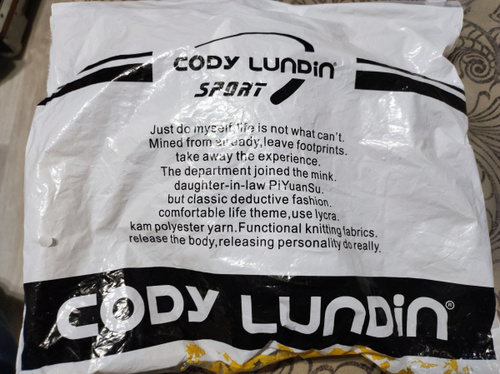 CODY LUNDIN®
SPORT
Just do myself, life is not what can't.
Mined from already, leave footprints.
take away the experience.
The department joined the mink.
daughter-in-law PiYuanSu.
but classic deductive fashion.
comfortable life theme, use lycra.
kam polyester yarn. Functional knitting fabrics.
release the body, releasing personality do really.
CODY LUNDIN®